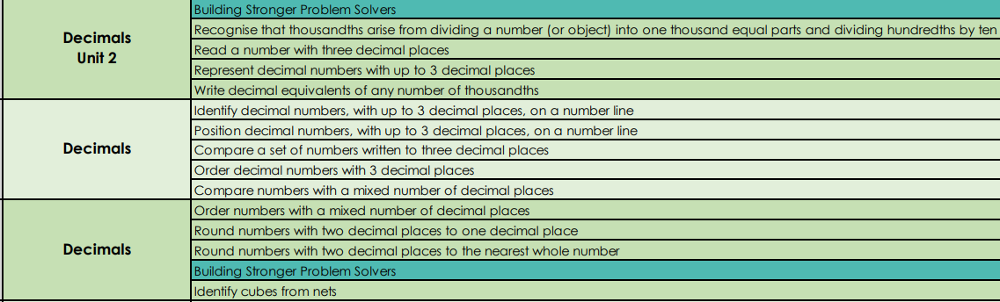 Decimals
Unit 2
Building Stronger Problem Solvers
Recognise that thousandths arise from dividing a number (or object) into one thousand equal parts and dividing hundredths by ten
Read a number with three decimal places
Represent decimal numbers with up to 3 decimal places
Write decimal equivalents of any number of thousandths
Decimals
Identify decimal numbers, with up to 3 decimal places, on a number line
Position decimal numbers, with up to 3 decimal places, on a number line
Compare a set of numbers written to three decimal places
Order decimal numbers with 3 decimal places
Compare numbers with a mixed number of decimal places
Decimals
Order numbers with a mixed number of decimal places
Round numbers with two decimal places to one decimal place
Round numbers with two decimal places to the nearest whole number
Building Stronger Problem Solvers
Identify cubes from nets